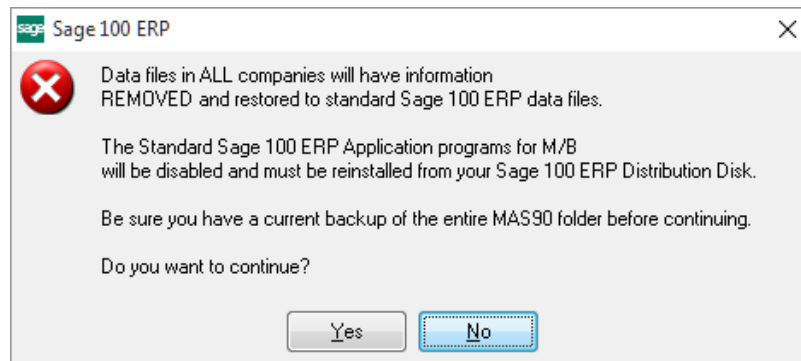 sage Sage 100 ERP
Data files in ALL companies will have information
REMOVED and restored to standard Sage 100 ERP data files.
The Standard Sage 100 ERP Application programs for M/B
will be disabled and must be reinstalled from your Sage 100 ERP Distribution Disk.
Be sure you have a current backup of the entire MAS90 folder before continuing.
Do you want to continue?
Yes
No